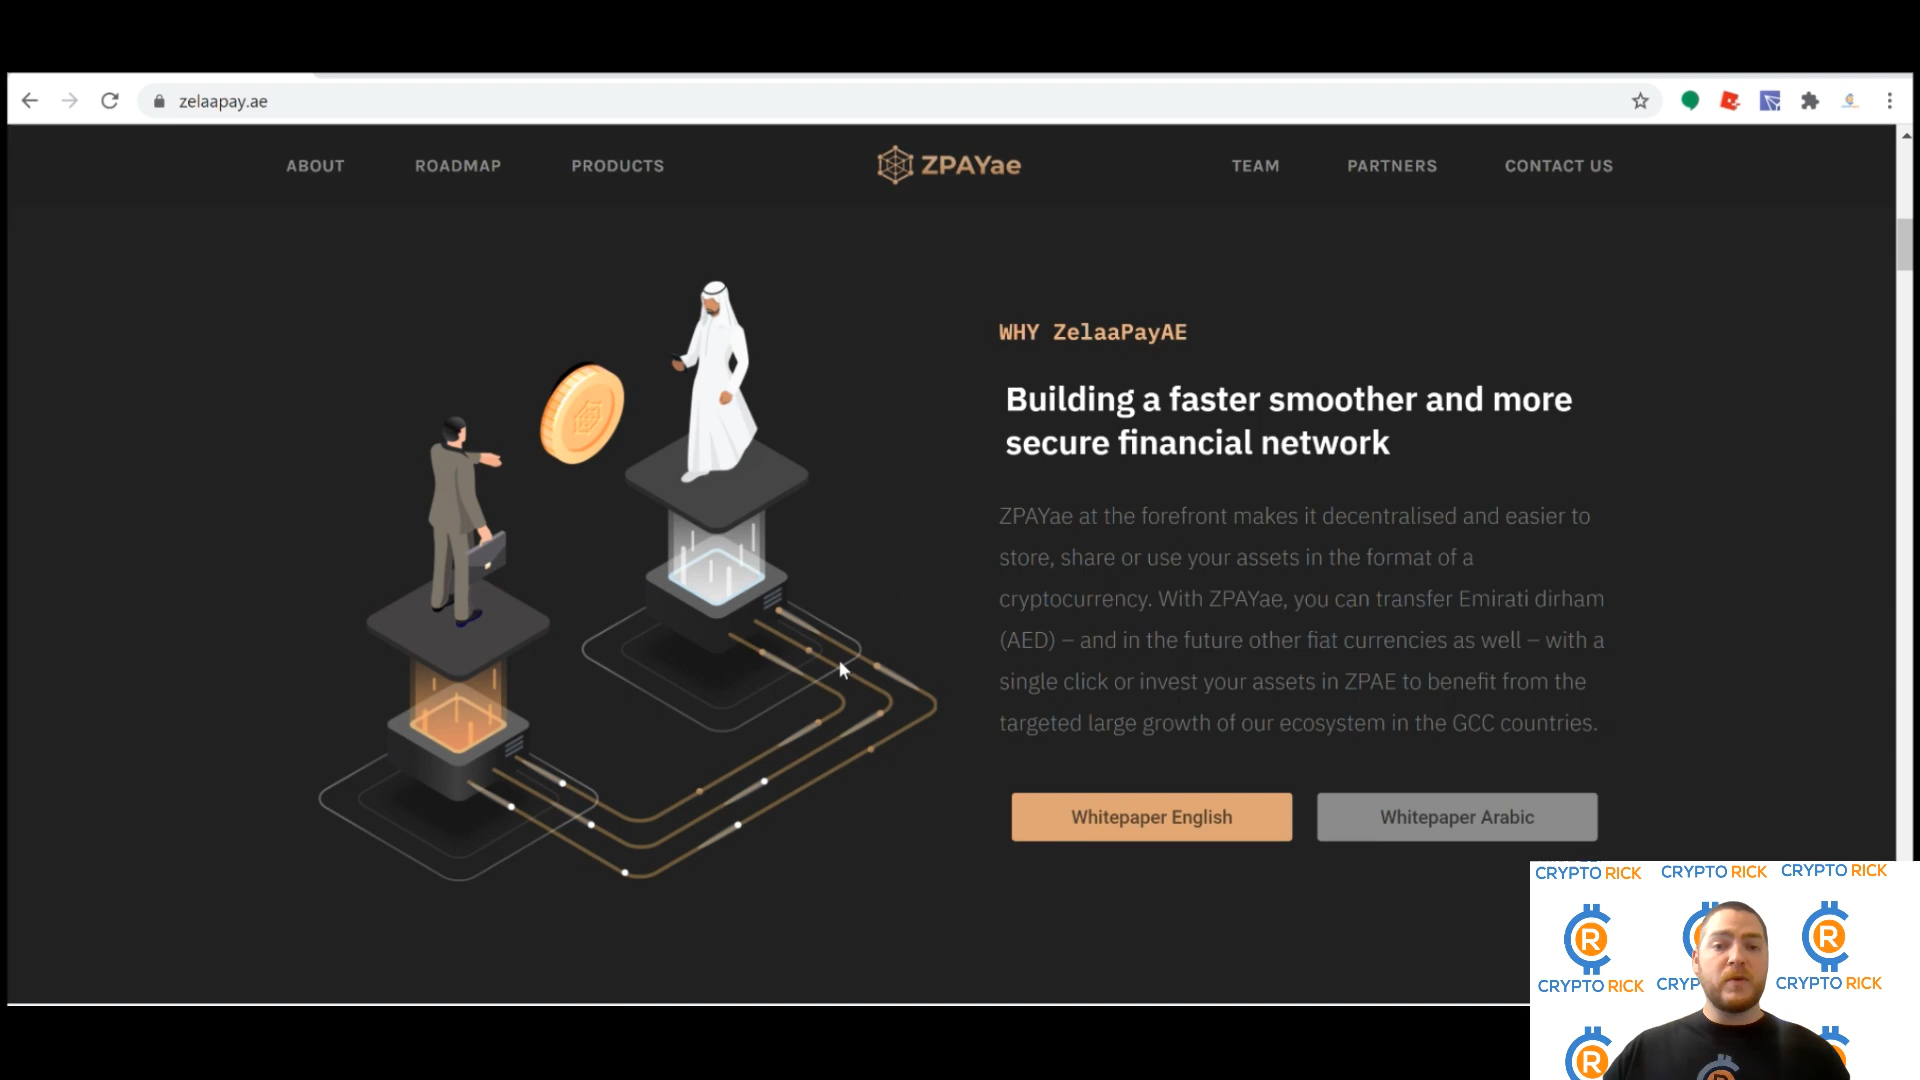 zelaapay.ae
ABOUT ROADMAP PRODUCTS ZPAYae TEAM PARTNERS CONTACT US
WHY ZelaaPayAE
Building a faster smoother and more
secure financial network
ZPAYae at the forefront makes it decentralised and easier to
store, share or use your assets in the format of a
cryptocurrency. With ZPAYae, you can transfer Emirati dirham
(AED) – and in the future other fiat currencies as well – with a
single click or invest your assets in ZPAE to benefit from the
targeted large growth of our ecosystem in the GCC countries.
Whitepaper English Whitepaper Arabic
CRYPTO RICK CRYPTO RICK CRYPTO RICK
R R
CRYPTO RICK CRYP CRYPTO RICK
R